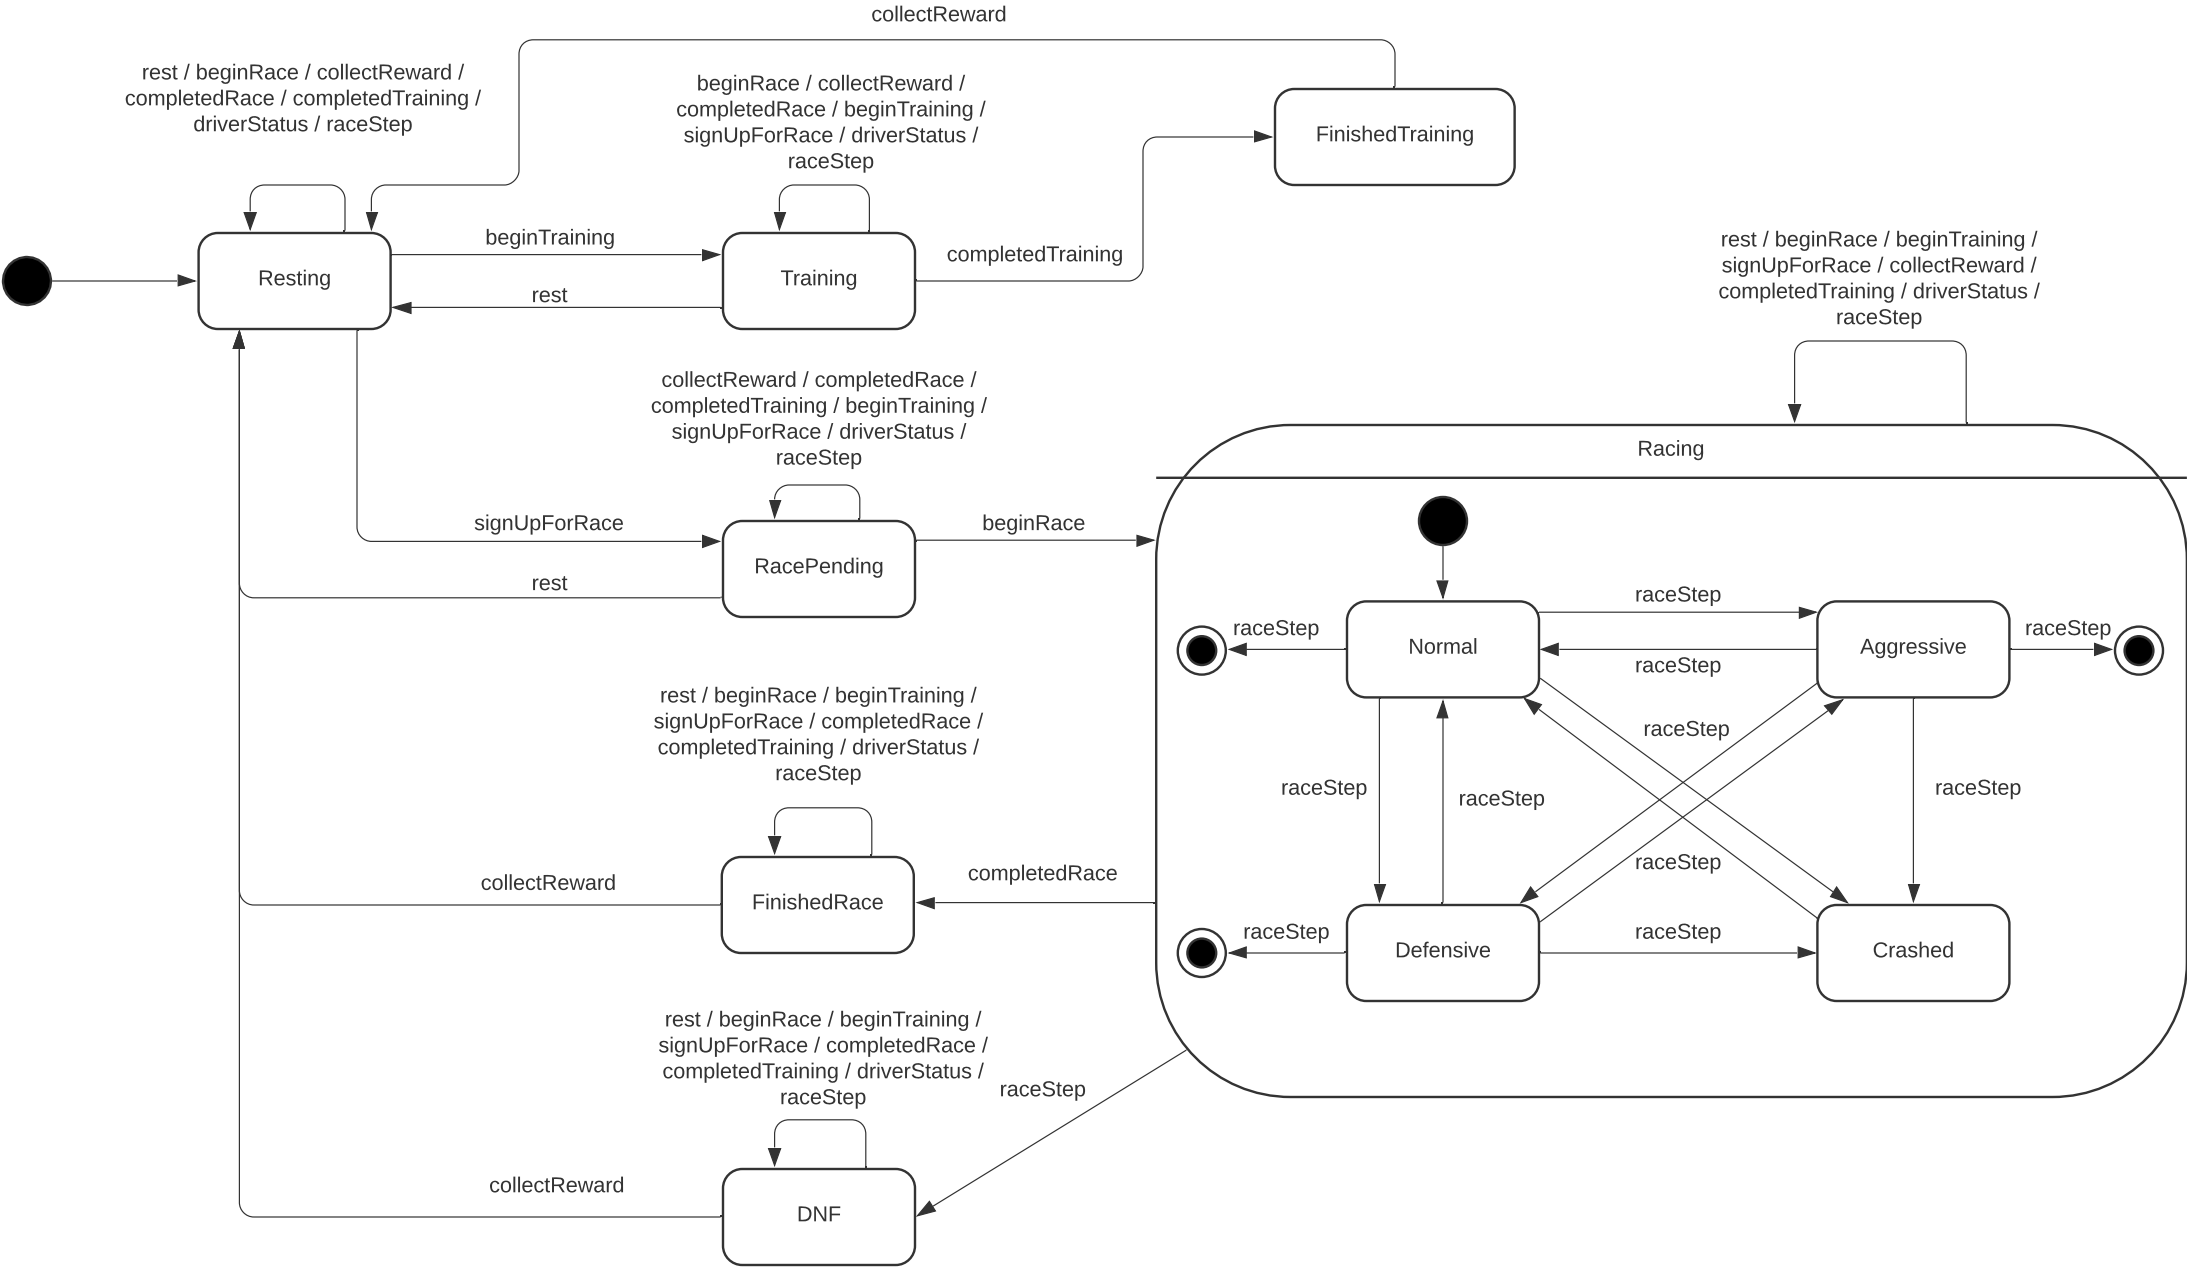 collectReward
rest / beginRace / collectReward /
completedRace / completedTraining /
driverStatus / raceStep
beginRace / collectReward /
completedRace / beginTraining /
signUpForRace / driverStatus /
raceStep
FinishedTraining
Resting
beginTraining
rest
Training
completedTraining
rest / beginRace / beginTraining /
signUpForRace / collectReward /
completedTraining / driverStatus /
raceStep
collectReward / completedRace /
completedTraining / beginTraining /
signUpForRace / driverStatus /
raceStep
signUpForRace
rest
RacePending
beginRace
Racing
raceStep
Normal
raceStep
raceStep
Aggressive
raceStep
raceStep
raceStep
raceStep
raceStep
raceStep
raceStep
Defensive
raceStep
Crashed
rest / beginRace / beginTraining /
signUpForRace / completedRace /
completedTraining / driverStatus /
raceStep
collectReward
FinishedRace
completedRace
rest / beginRace / beginTraining /
signUpForRace / completedRace /
completedTraining / driverStatus /
raceStep
raceStep
collectReward
DNF